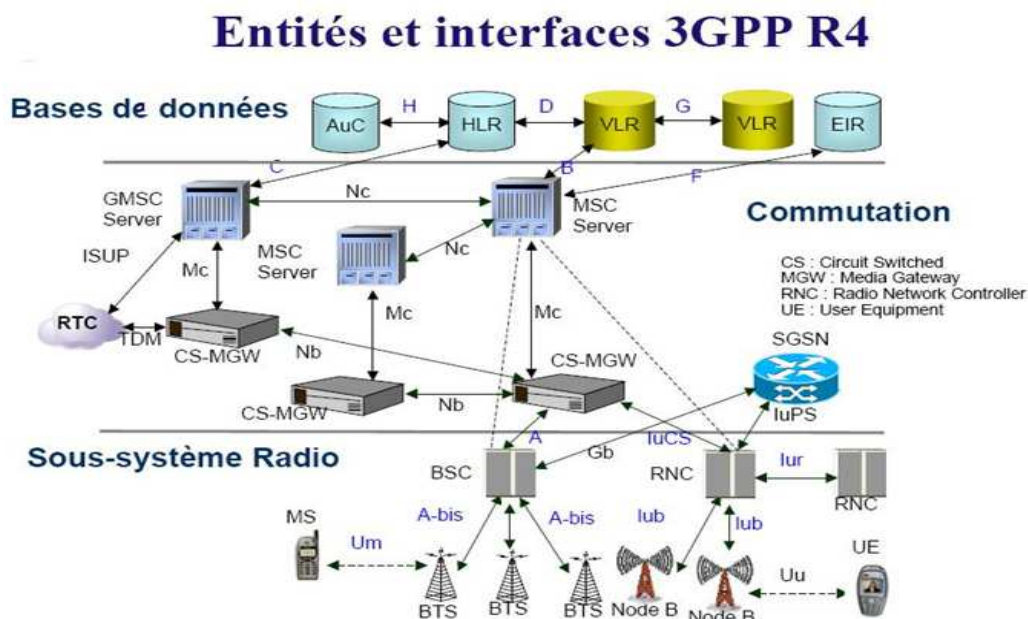 Entités et interfaces 3GPP R4
Bases de données
AuC
H
HLR
D
VLR
G
VLR
EIR
C
B
F
GMSC
Server
Nc
MSC
Server
Commutation
ISUP
Mc
MSC
Server
Nc
CS : Circuit Switched
MGW : Media Gateway
RNC : Radio Network Controller
UE : User Equipment
RTC
TDM
CS-MGW
Mc
Mc
SGSN
Nb
CS-MGW
CS-MGW
Nb
IuPS
Sous-système Radio
A
IuCS
Gb
BSC
RNC
Iur
RNC
MS
Um
A-bis
A-bis
Iub
Iub
UE
Uu
BTS
BTS
BTS
Node B
Node B